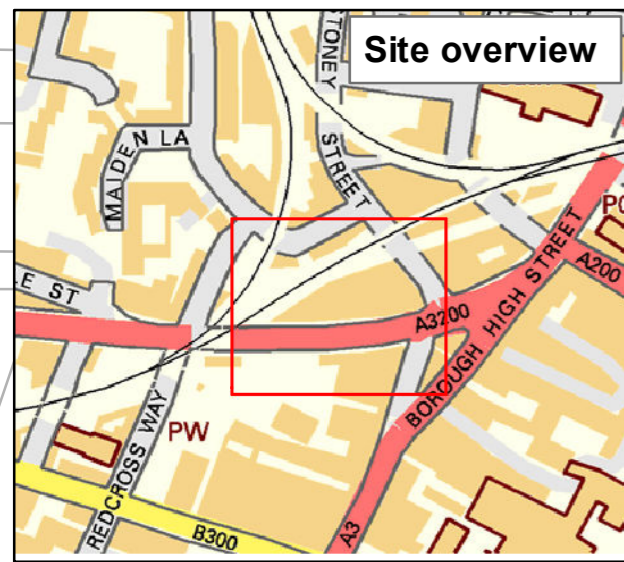 Site overview
STONEY
STREET
MAIDEN LA
E ST
A3200
BOROUGH HIGH STREET
A200
REDCROSS WAY
PW
B300
A3